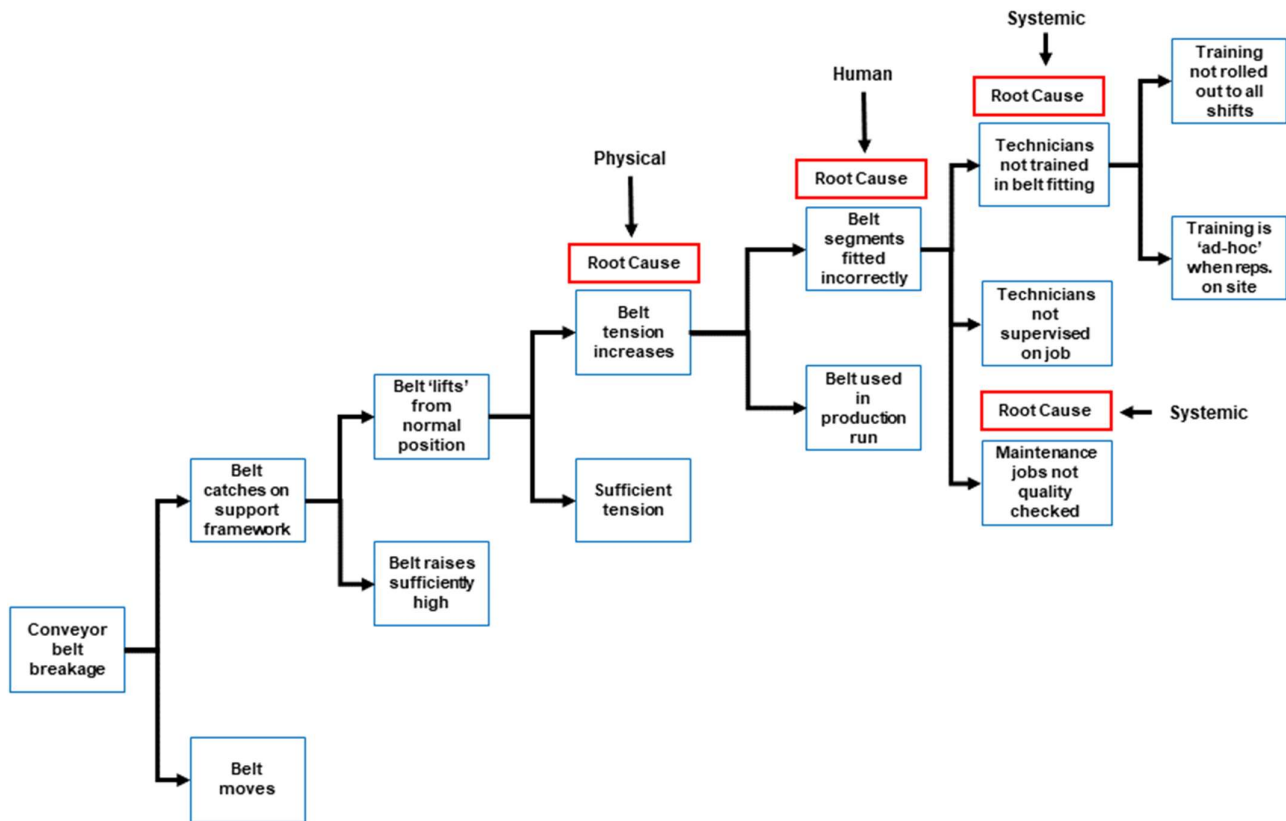 Systemic
Root Cause
Technicians
not trained
in belt fitting
Training
not rolled
out to all
shifts
Training is
‘ad-hoc’
when reps.
on site
Human
Root Cause
Belt
segments
fitted
incorrectly
Technicians
not
supervised
on job
Root Cause
Systemic
Maintenance
jobs not
quality
checked
Physical
Root Cause
Belt
tension
increases
Belt used
in
production
run
Belt ‘lifts’
from
normal
position
Sufficient
tension
Belt
catches on
support
framework
Belt raises
sufficiently
high
Conveyor
belt
breakage
Belt
moves